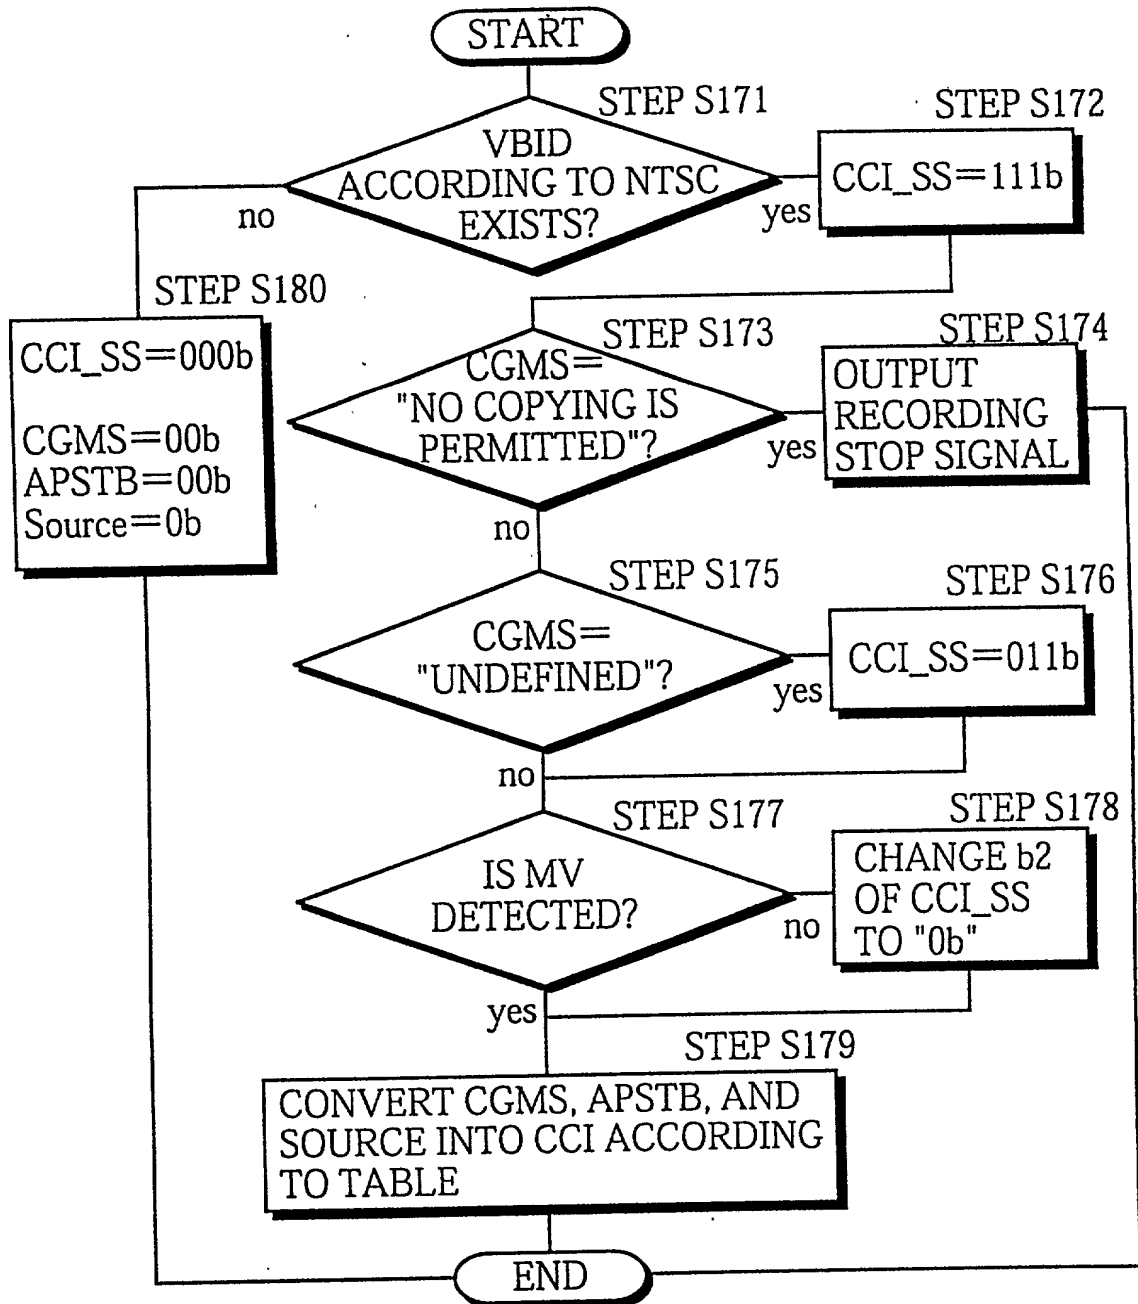 START
STEP S171
VBID
ACCORDING TO NTSC
EXISTS?
no
yes
STEP S172
CCI_SS=111b
STEP S180
CCI_SS=000b
CGMS=00b
APSTB=00b
Source=0b
STEP S173
CGMS=
"NO COPYING IS
PERMITTED"?
yes
no
STEP S174
OUTPUT
RECORDING
STOP SIGNAL
STEP S175
CGMS=
"UNDEFINED"?
yes
no
STEP S176
CCI_SS=011b
STEP S177
IS MV
DETECTED?
no
yes
STEP S178
CHANGE b2
OF CCI_SS
TO "0b"
STEP S179
CONVERT CGMS, APSTB, AND
SOURCE INTO CCI ACCORDING
TO TABLE
END